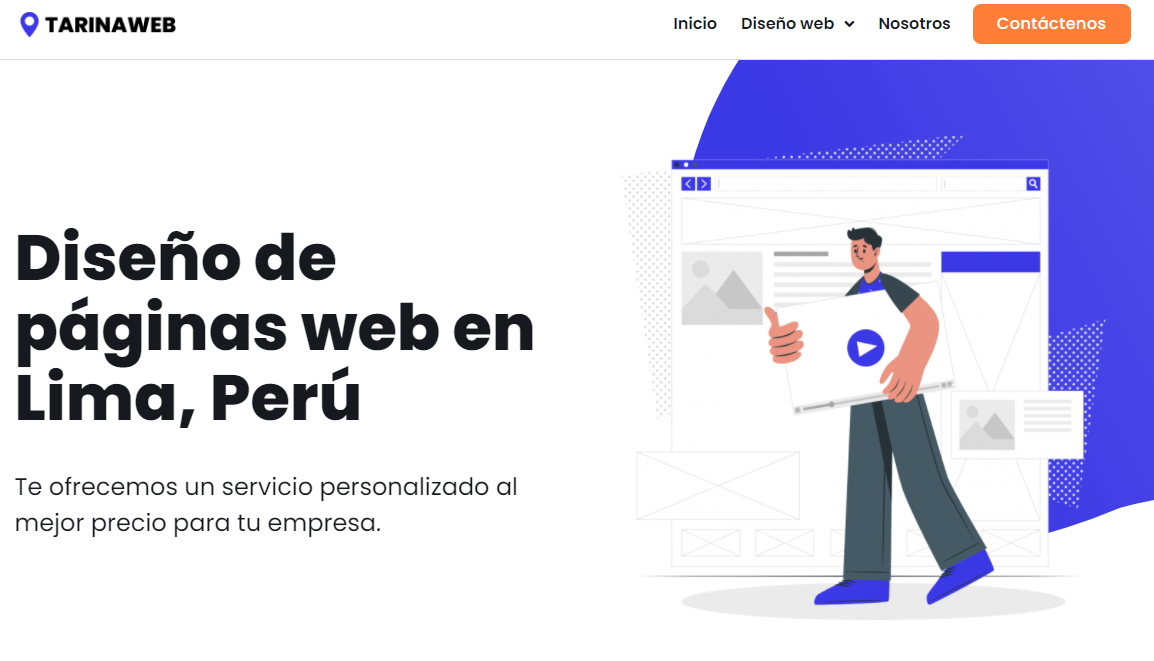 TARINAWEB
Inicio
Diseño web
Nosotros
Contáctenos
Diseño de
páginas web en
Lima, Perú
Te ofrecemos un servicio personalizado al
mejor precio para tu empresa.